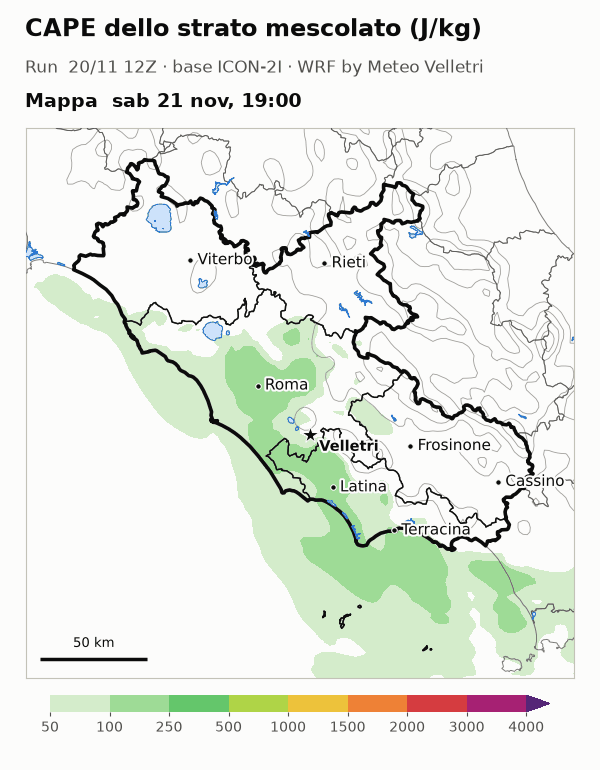 CAPE dello strato mescolato (J/kg)
Run  20/11 12Z · base ICON-2I · WRF by Meteo Velletri
Mappa  sab 21 nov, 19:00
Viterbo
Rieti
Roma
Velletri
Frosinone
Cassino
Latina
Terracina
50 km
50 100 250 500 1000 1500 2000 3000 4000